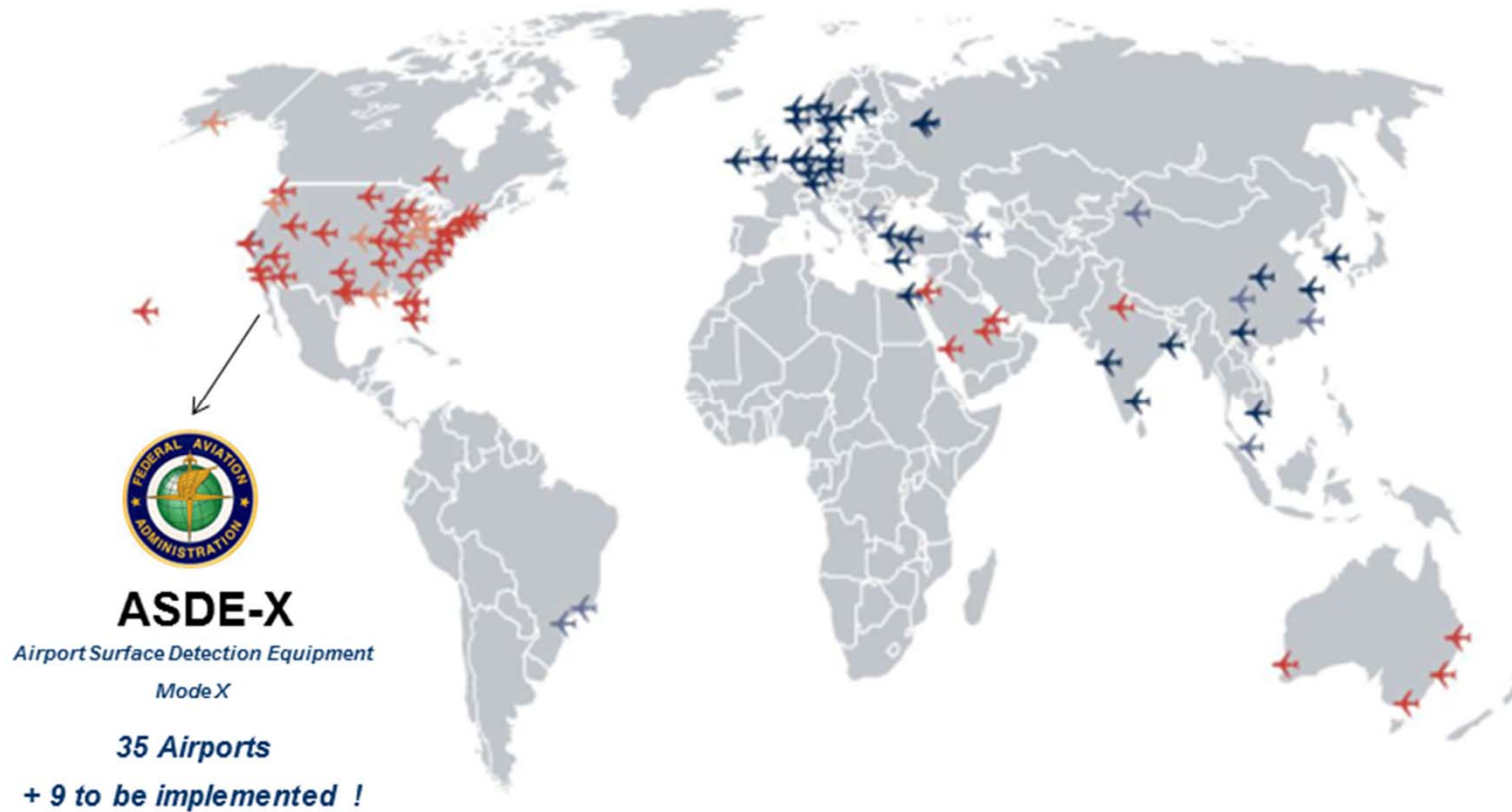 FEDERAL AVIATION
ADMINISTRATION
ASDE-X
Airport Surface Detection Equipment
Mode X
35 Airports
+ 9 to be implemented !